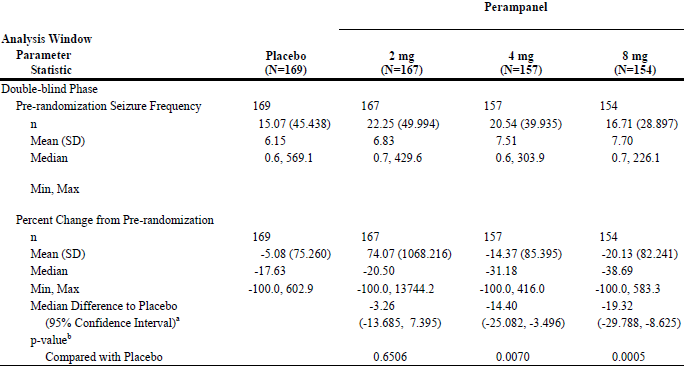 Perampanel
Analysis Window
Parameter Placebo 2 mg 4 mg 8 mg
Statistic (N=169) (N=167) (N=157) (N=154)
Double-blind Phase
Pre-randomization Seizure Frequency 169 167 157 154
n 15.07 (45.438) 22.25 (49.994) 20.54 (39.935) 16.71 (28.897)
Mean (SD) 6.15 6.83 7.51 7.70
Median 0.6, 569.1 0.7, 429.6 0.6, 303.9 0.7, 226.1
Min, Max
Percent Change from Pre-randomization
n 169 167 157 154
Mean (SD) -5.08 (75.260) 74.07 (1068.216) -14.37 (85.395) -20.13 (82.241)
Median -17.63 -20.50 -31.18 -38.69
Min, Max -100.0, 602.9 -100.0, 13744.2 -100.0, 416.0 -100.0, 583.3
Median Difference to Placebo -3.26 -14.40 -19.32
(95% Confidence Interval)a (-13.685, 7.395) (-25.082, -3.496) (-29.788, -8.625)
p-valueb
Compared with Placebo 0.6506 0.0070 0.0005